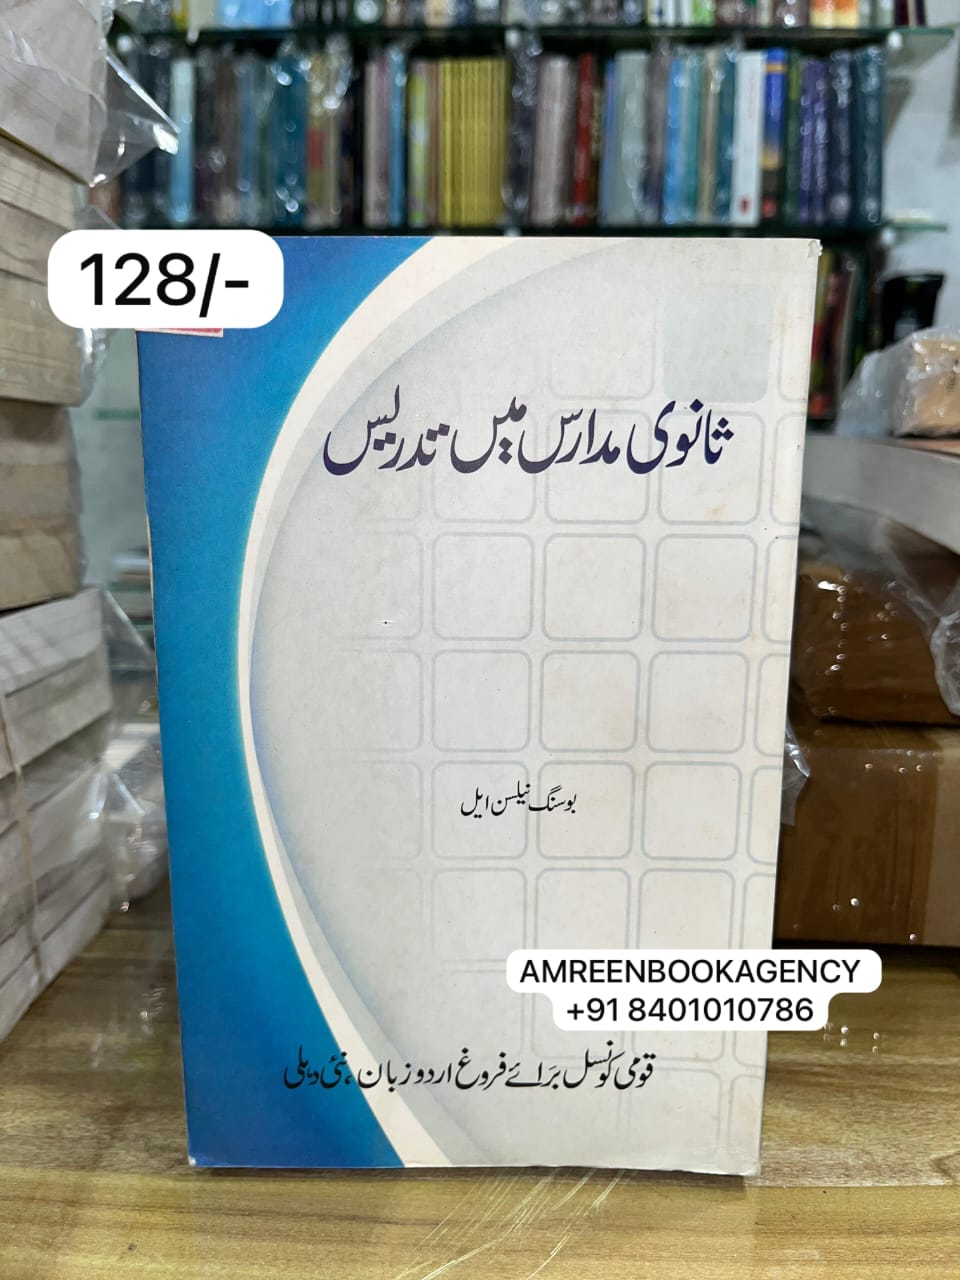 128/-
ثانوی مدارس میں تدریس
بوسنگ نیلسن ایل
AMREENBOOKAGENCY
+91 8401010786
قومی کونسل برائے فروغ اردو زبان، نئی دہلی